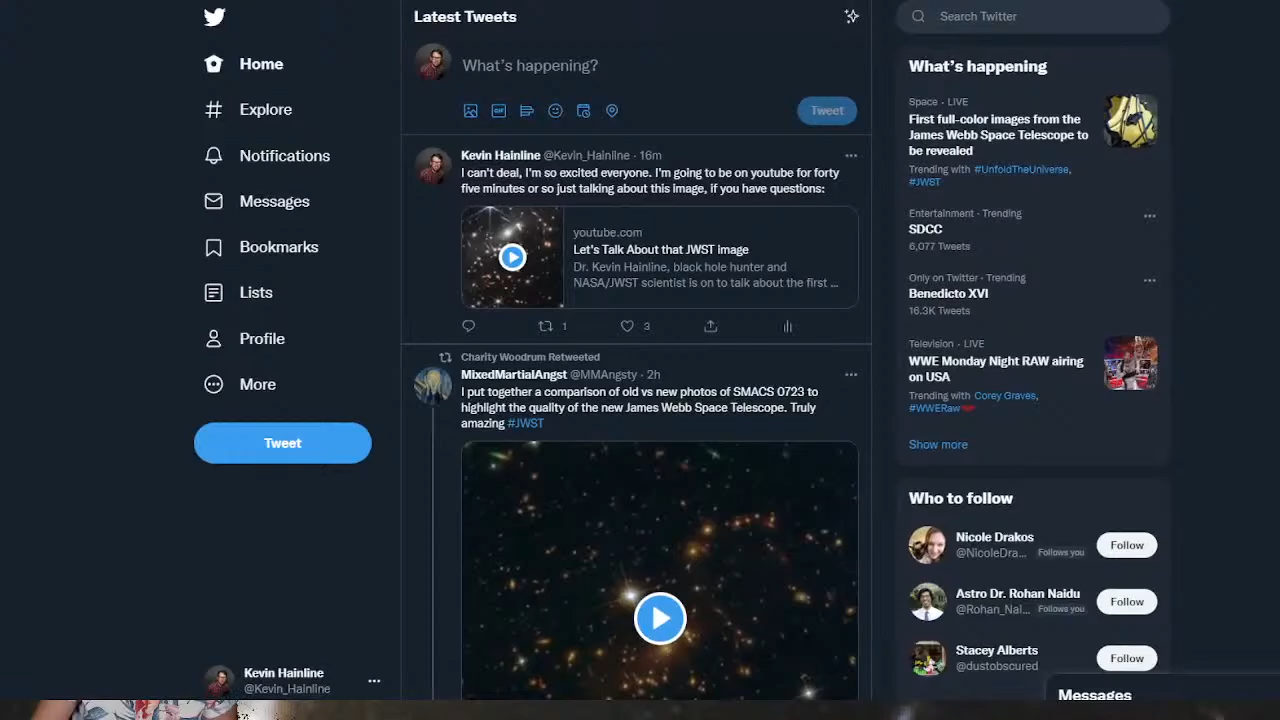 Home
Explore
Notifications
Messages
Bookmarks
Lists
Profile
More
Tweet
Kevin Hainline
@Kevin_Hainline
Latest Tweets
What's happening?
GIF
Tweet
Kevin Hainline @Kevin_Hainline · 16m
I can't deal, I'm so excited everyone. I'm going to be on youtube for forty
five minutes or so just talking about this image, if you have questions:
youtube.com
Let's Talk About that JWST Image
Dr. Kevin Hainline, black hole hunter and
NASA/JWST scientist is on to talk about the first ...
1
3
Charity Woodrum Retweeted
MixedMartialAngst @MMAngsty · 2h
I put together a comparison of old vs new photos of SMACS 0723 to
highlight the quality of the new James Webb Space Telescope. Truly
amazing #JWST
Search Twitter
What's happening
Space · LIVE
First full-color images from the
James Webb Space Telescope to
be revealed
Trending with #UnfoldTheUniverse,
#JWST
Entertainment · Trending
SDCC
6,077 Tweets
Only on Twitter · Trending
Benedicto XVI
16.3K Tweets
Television · LIVE
WWE Monday Night RAW airing
on USA
Trending with Corey Graves,
#WWERaw
Show more
Who to follow
Nicole Drakos
@NicoleDra... Follows you
Follow
Astro Dr. Rohan Naidu
@Rohan_Nai... Follows you
Follow
Stacey Alberts
@dustobscured
Follow
Messages